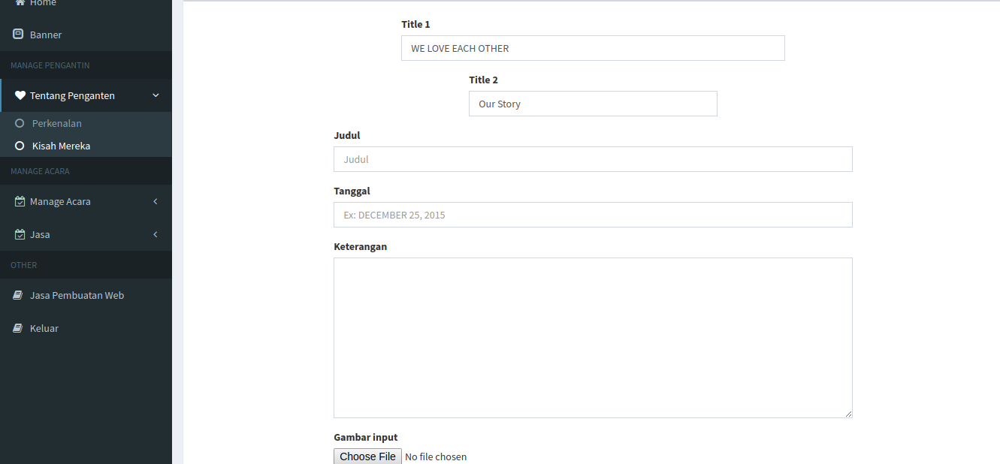 Home
Banner
MANAGE PENGANTIN
Tentang Penganten
Perkenalan
Kisah Mereka
MANAGE ACARA
Manage Acara
Jasa
OTHER
Jasa Pembuatan Web
Keluar
Title 1
WE LOVE EACH OTHER
Title 2
Our Story
Judul
Judul
Tanggal
Ex: DECEMBER 25, 2015
Keterangan
Gambar input
Choose File No file chosen